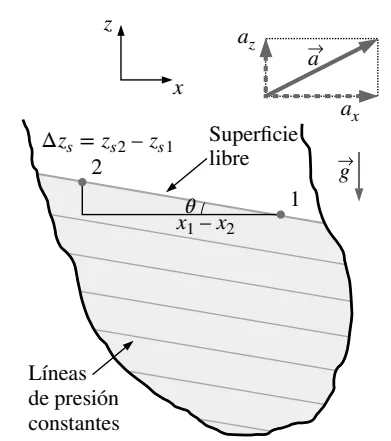 z
x
a_z
→a
a_x
Δz_s = z_s2 − z_s1
2
Superficie
libre
→g
θ
1
x_1 − x_2
Líneas
de presión
constantes